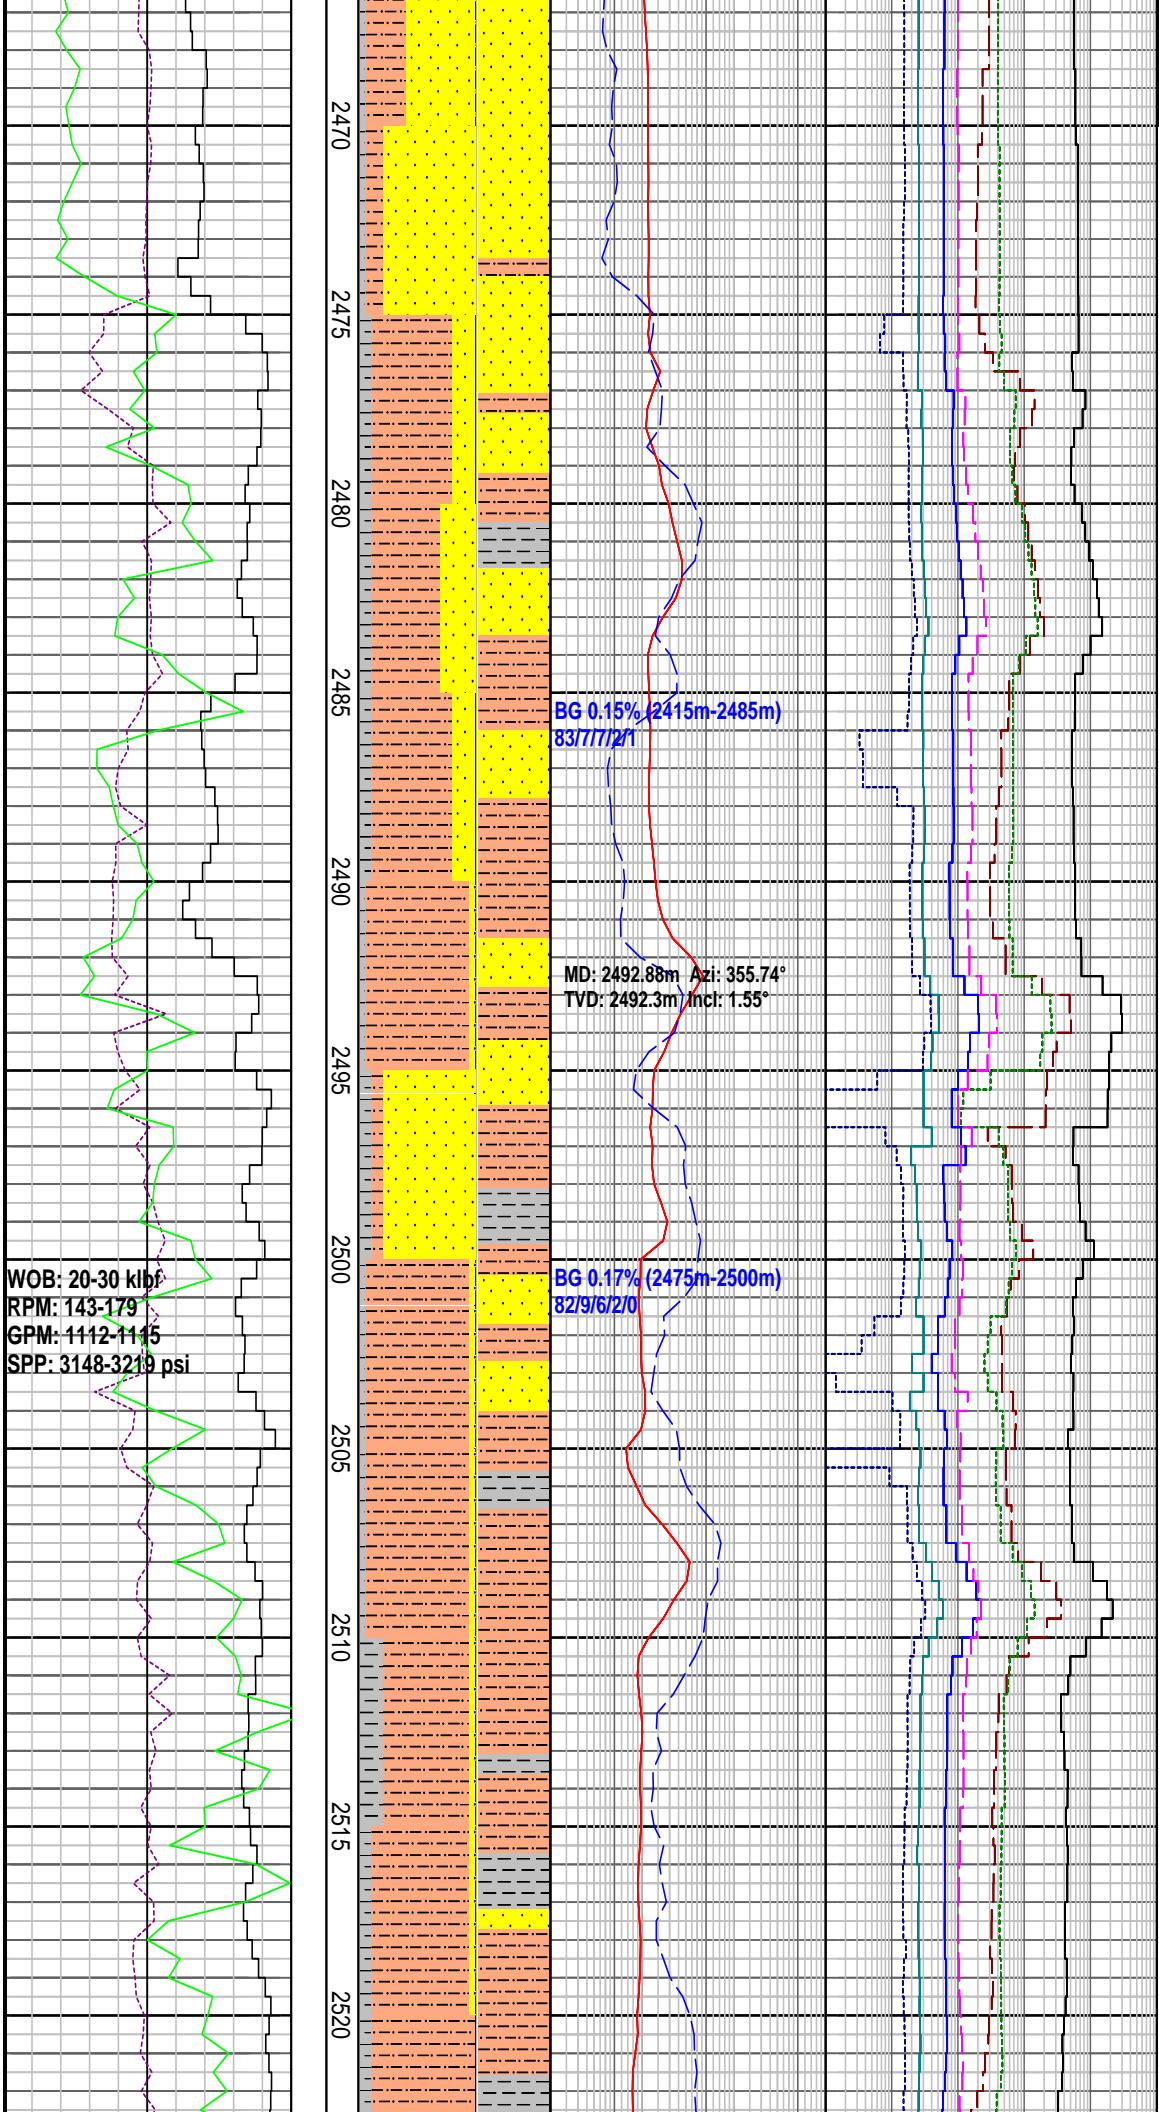 2470
2475
2480
2485
BG 0.15% (2415m-2485m)
83/7/7/2/1
2490
MD: 2492.88m Azi: 355.74°
TVD: 2492.3m Incl: 1.55°
2495
2500
BG 0.17% (2475m-2500m)
82/9/6/2/0
WOB: 20-30 klbf
RPM: 143-179
GPM: 1112-1115
SPP: 3148-3219 psi
2505
2510
2515
2520